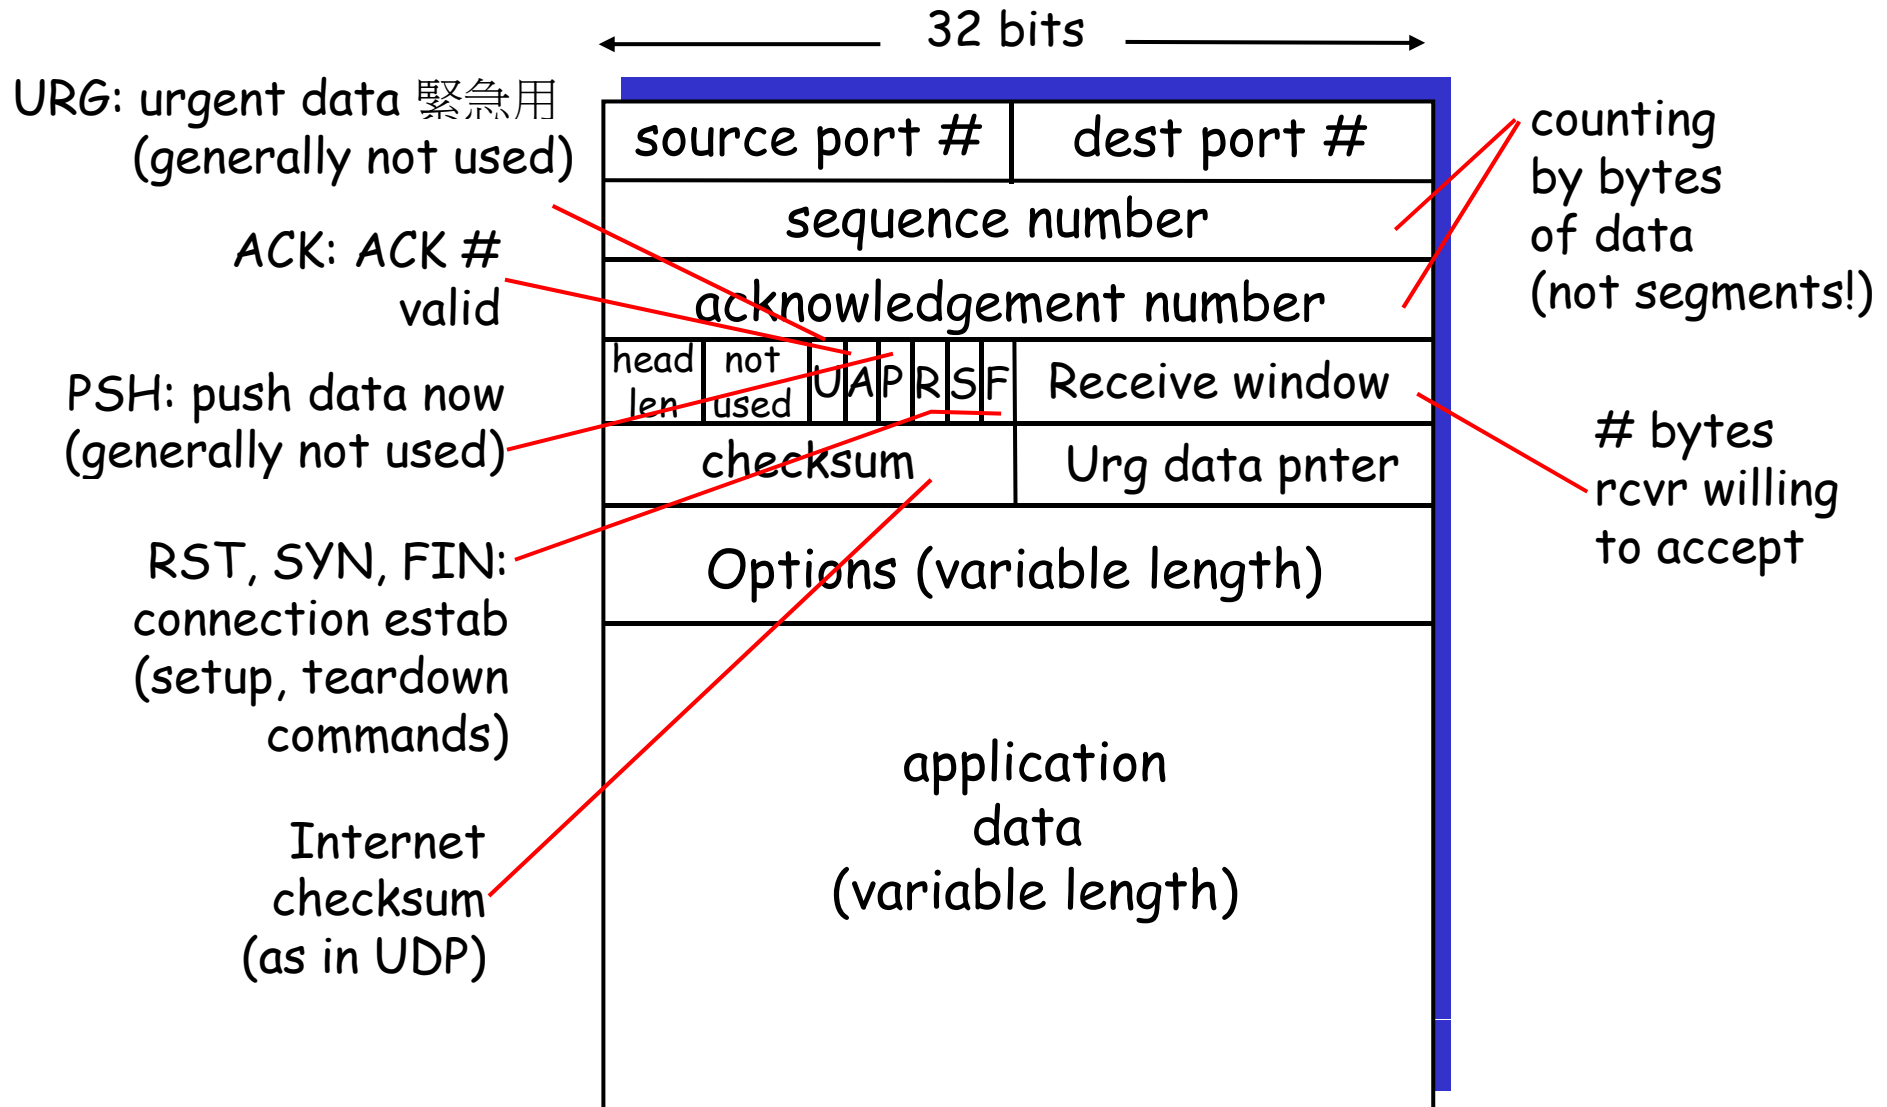 32 bits
URG: urgent data 緊急用
(generally not used)
ACK: ACK #
valid
PSH: push data now
(generally not used)
RST, SYN, FIN:
connection estab
(setup, teardown
commands)
Internet
checksum
(as in UDP)
source port #
dest port #
sequence number
acknowledgement number
head
len
not
used
U
A
P
R
S
F
Receive window
checksum
Urg data pnter
Options (variable length)
application
data
(variable length)
counting
by bytes
of data
(not segments!)
# bytes
rcvr willing
to accept